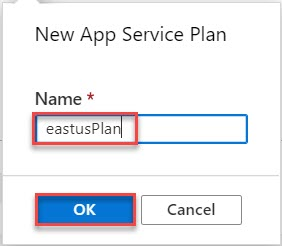 New App Service Plan
Name *
eastusPlan
OK
Cancel